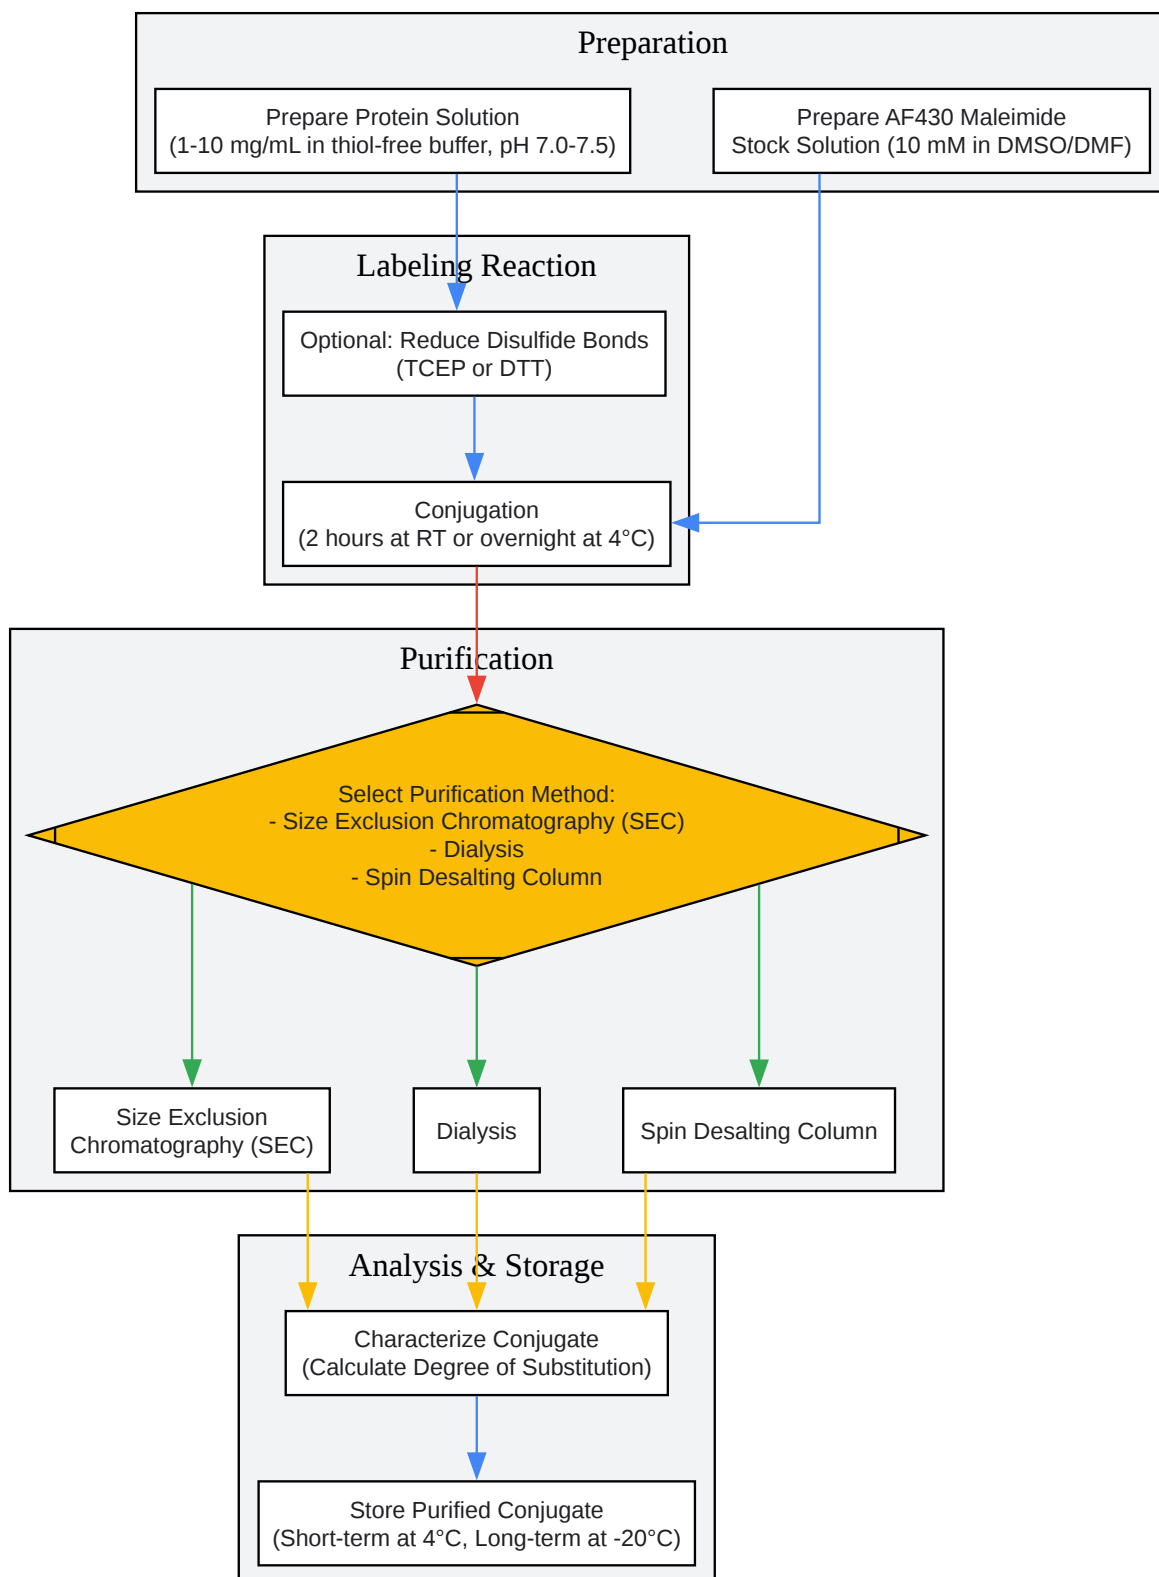 Preparation
Prepare Protein Solution
(1-10 mg/mL in thiol-free buffer, pH 7.0-7.5)
Prepare AF430 Maleimide
Stock Solution (10 mM in DMSO/DMF)
Labeling Reaction
Optional: Reduce Disulfide Bonds
(TCEP or DTT)
Conjugation
(2 hours at RT or overnight at 4°C)
Purification
Select Purification Method:
- Size Exclusion Chromatography (SEC)
- Dialysis
- Spin Desalting Column
Size Exclusion
Chromatography (SEC)
Dialysis
Spin Desalting Column
Analysis & Storage
Characterize Conjugate
(Calculate Degree of Substitution)
Store Purified Conjugate
(Short-term at 4°C, Long-term at -20°C)